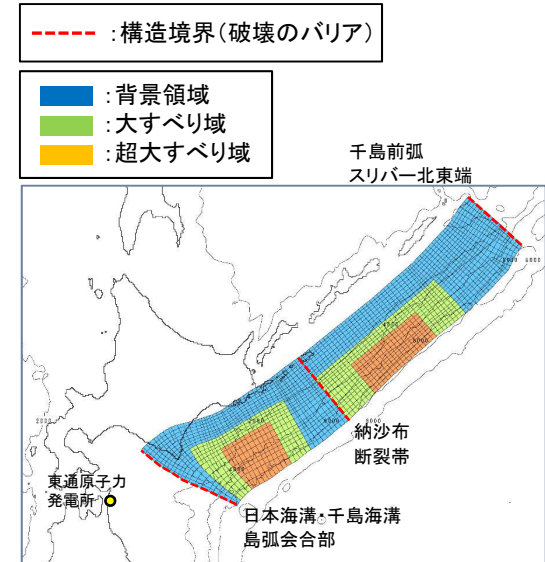 ：構造境界（破壊のバリア）
：背景領域
：大すべり域
：超大すべり域
千島前弧
スリバー北東端
納沙布
断裂帯
東通原子力
発電所
日本海溝・千島海溝
島弧会合部